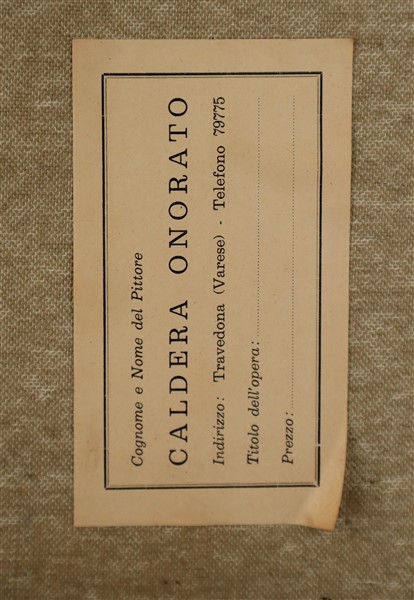 Cognome e Nome del Pittore
CALDERA ONORATO
Indirizzo: Travedona (Varese) - Telefono 79775
Titolo dell'opera:
Prezzo: